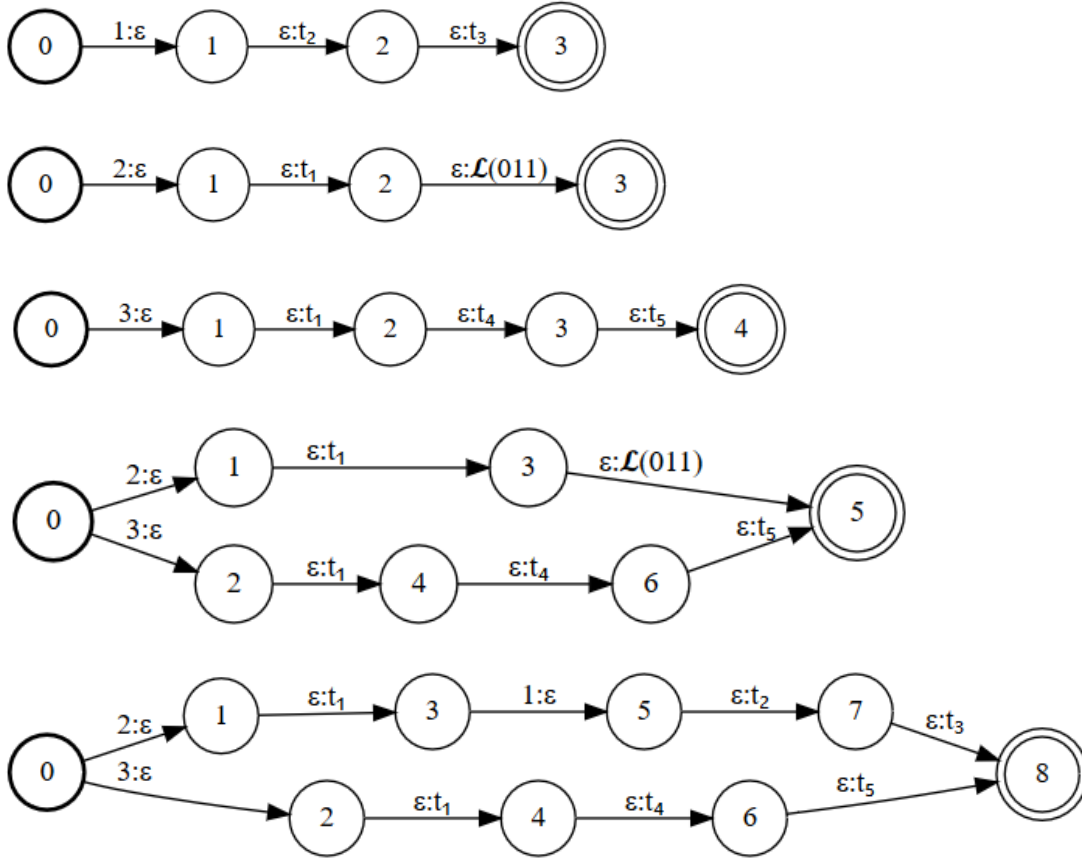 0 1:ε 1 ε:t₂ 2 ε:t₃ 3
0 2:ε 1 ε:t₁ 2 ε:𝓛(011) 3
0 3:ε 1 ε:t₁ 2 ε:t₄ 3 ε:t₅ 4
2:ε 1 ε:t₁ 3 ε:𝓛(011)
0 5
3:ε 2 ε:t₁ 4 ε:t₄ 6 ε:t₅
2:ε 1 ε:t₁ 3 1:ε 5 ε:t₂ 7 ε:t₃
0 8
3:ε 2 ε:t₁ 4 ε:t₄ 6 ε:t₅